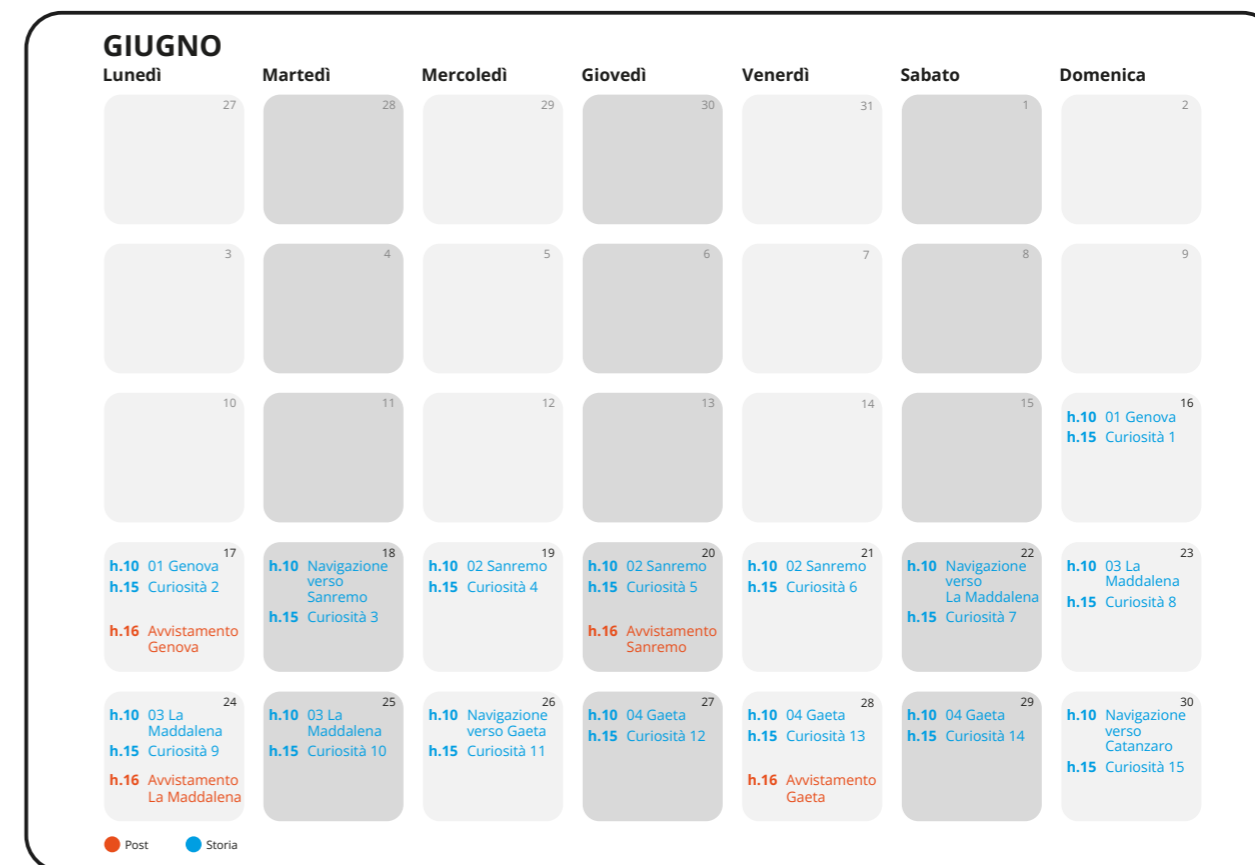 GIUGNO
Lunedì Martedì Mercoledì Giovedì Venerdì Sabato Domenica
27 28 29 30 31 1 2
3 4 5 6 7 8 9
10 11 12 13 14 15 16
h.10 01 Genova
h.15 Curiosità 1
17
h.10 01 Genova
h.15 Curiosità 2
h.16 Avvistamento
Genova
18
h.10 Navigazione
verso
Sanremo
h.15 Curiosità 3
19
h.10 02 Sanremo
h.15 Curiosità 4
20
h.10 02 Sanremo
h.15 Curiosità 5
h.16 Avvistamento
Sanremo
21
h.10 02 Sanremo
h.15 Curiosità 6
22
h.10 Navigazione
verso
La Maddalena
h.15 Curiosità 7
23
h.10 03 La
Maddalena
h.15 Curiosità 8
24
h.10 03 La
Maddalena
h.15 Curiosità 9
h.16 Avvistamento
La Maddalena
25
h.10 03 La
Maddalena
h.15 Curiosità 10
26
h.10 Navigazione
verso Gaeta
h.15 Curiosità 11
27
h.10 04 Gaeta
h.15 Curiosità 12
28
h.10 04 Gaeta
h.15 Curiosità 13
h.16 Avvistamento
Gaeta
29
h.10 04 Gaeta
h.15 Curiosità 14
30
h.10 Navigazione
verso
Catanzaro
h.15 Curiosità 15
Post Storia